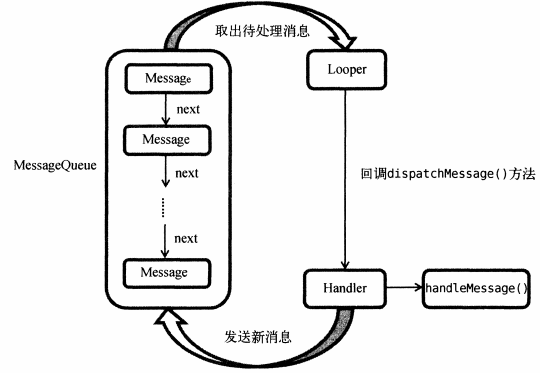 取出待处理消息
Message
Looper
next
Message
MessageQueue
next
回调dispatchMessage()方法
next
Message
Handler
handleMessage()
发送新消息